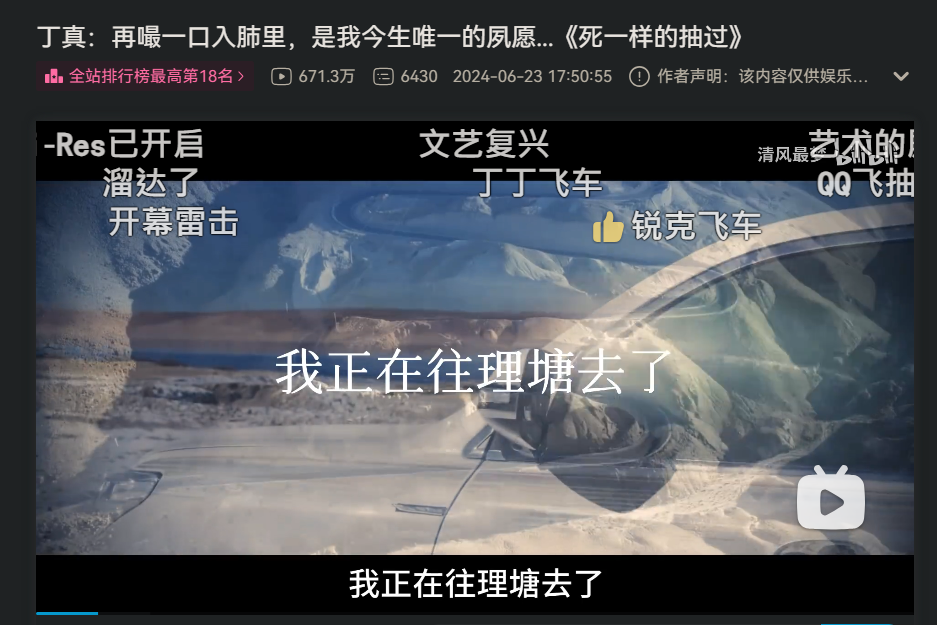 丁真：再嘬一口入肺里，是我今生唯一的夙愿...《死一样的抽过》
全站排行榜最高第18名
671.3万 6430 2024-06-23 17:50:55 作者声明：该内容仅供娱乐...
-Res已开启 文艺复兴 艺术的
清风最 bilibili
溜达了 丁丁飞车 QQ飞抽
开幕雷击 锐克飞车
我正在往理塘去了
我正在往理塘去了